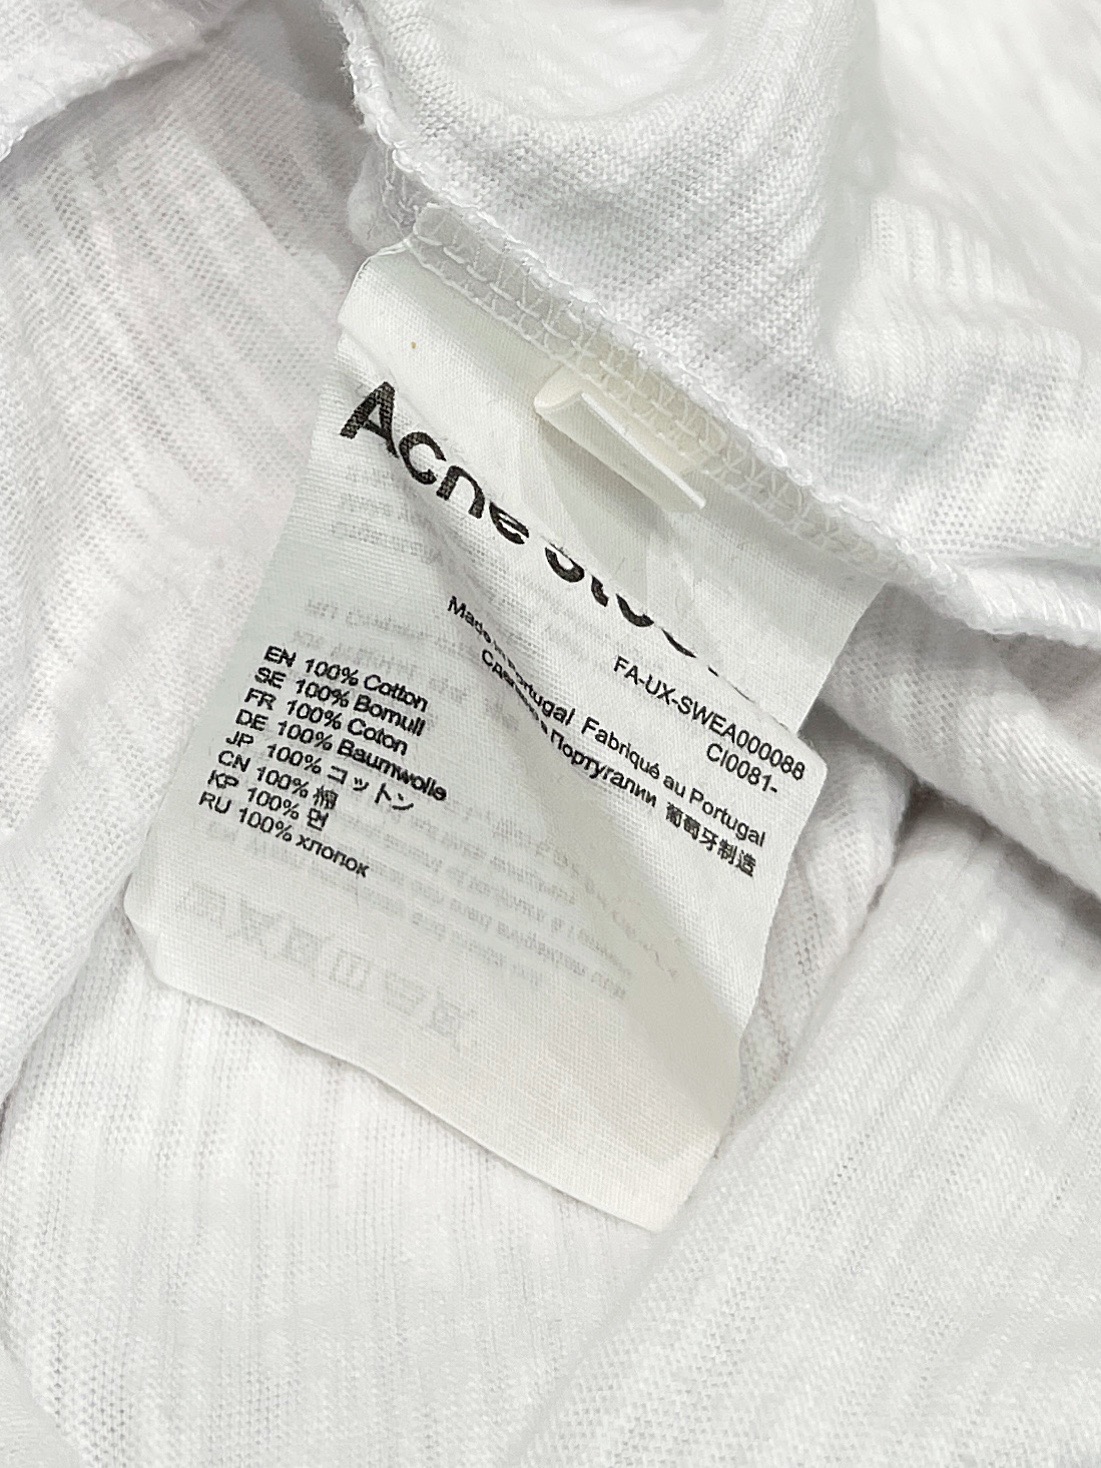 Acne Stud
FA-UX-SWEA000088
CI0081-
Made in Portugal Fabriqué au Portugal
Сделано в Португалии 葡萄牙制造
EN 100% Cotton
SE 100% Bomull
FR 100% Coton
DE 100% Baumwolle
JP 100% コットン
CN 100% 棉
KP 100% 면
RU 100% хлопок